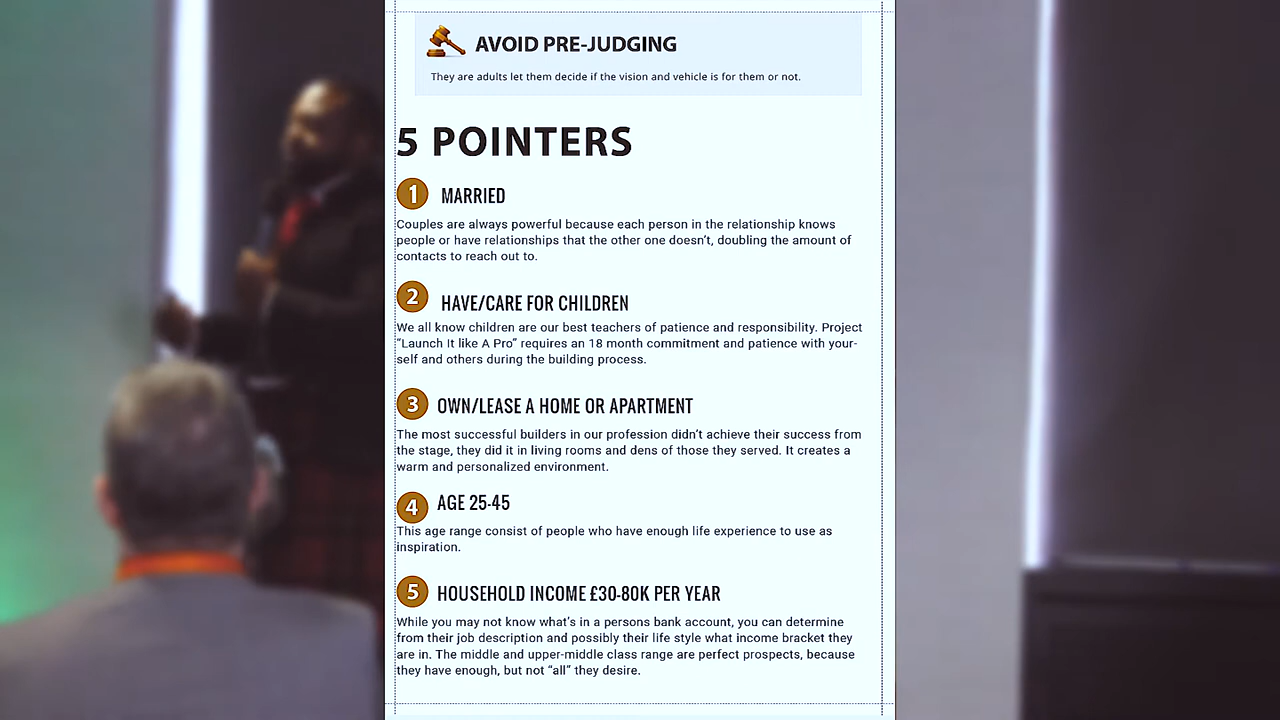 AVOID PRE-JUDGING
They are adults let them decide if the vision and vehicle is for them or not.
5 POINTERS
1 MARRIED
Couples are always powerful because each person in the relationship knows
people or have relationships that the other one doesn't, doubling the amount of
contacts to reach out to.
2 HAVE/CARE FOR CHILDREN
We all know children are our best teachers of patience and responsibility. Project
"Launch It like A Pro" requires an 18 month commitment and patience with your-
self and others during the building process.
3 OWN/LEASE A HOME OR APARTMENT
The most successful builders in our profession didn't achieve their success from
the stage, they did it in living rooms and dens of those they served. It creates a
warm and personalized environment.
4 AGE 25-45
This age range consist of people who have enough life experience to use as
inspiration.
5 HOUSEHOLD INCOME £30-80K PER YEAR
While you may not know what's in a persons bank account, you can determine
from their job description and possibly their life style what income bracket they
are in. The middle and upper-middle class range are perfect prospects, because
they have enough, but not "all" they desire.